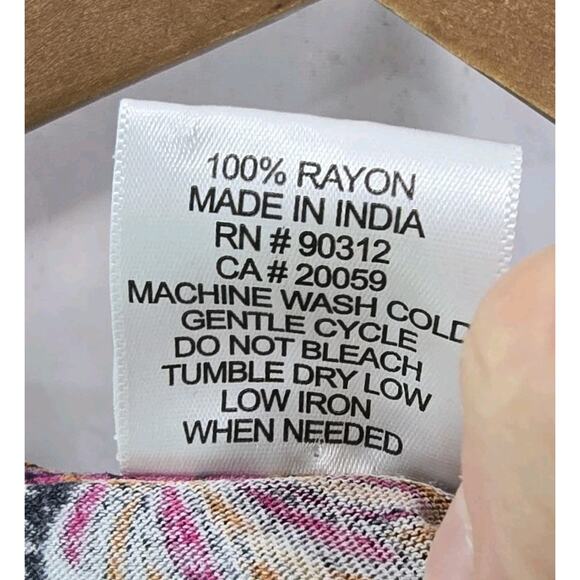 100% RAYON
MADE IN INDIA
RN # 90312
CA # 20059
MACHINE WASH COLD
GENTLE CYCLE
DO NOT BLEACH
TUMBLE DRY LOW
LOW IRON
WHEN NEEDED